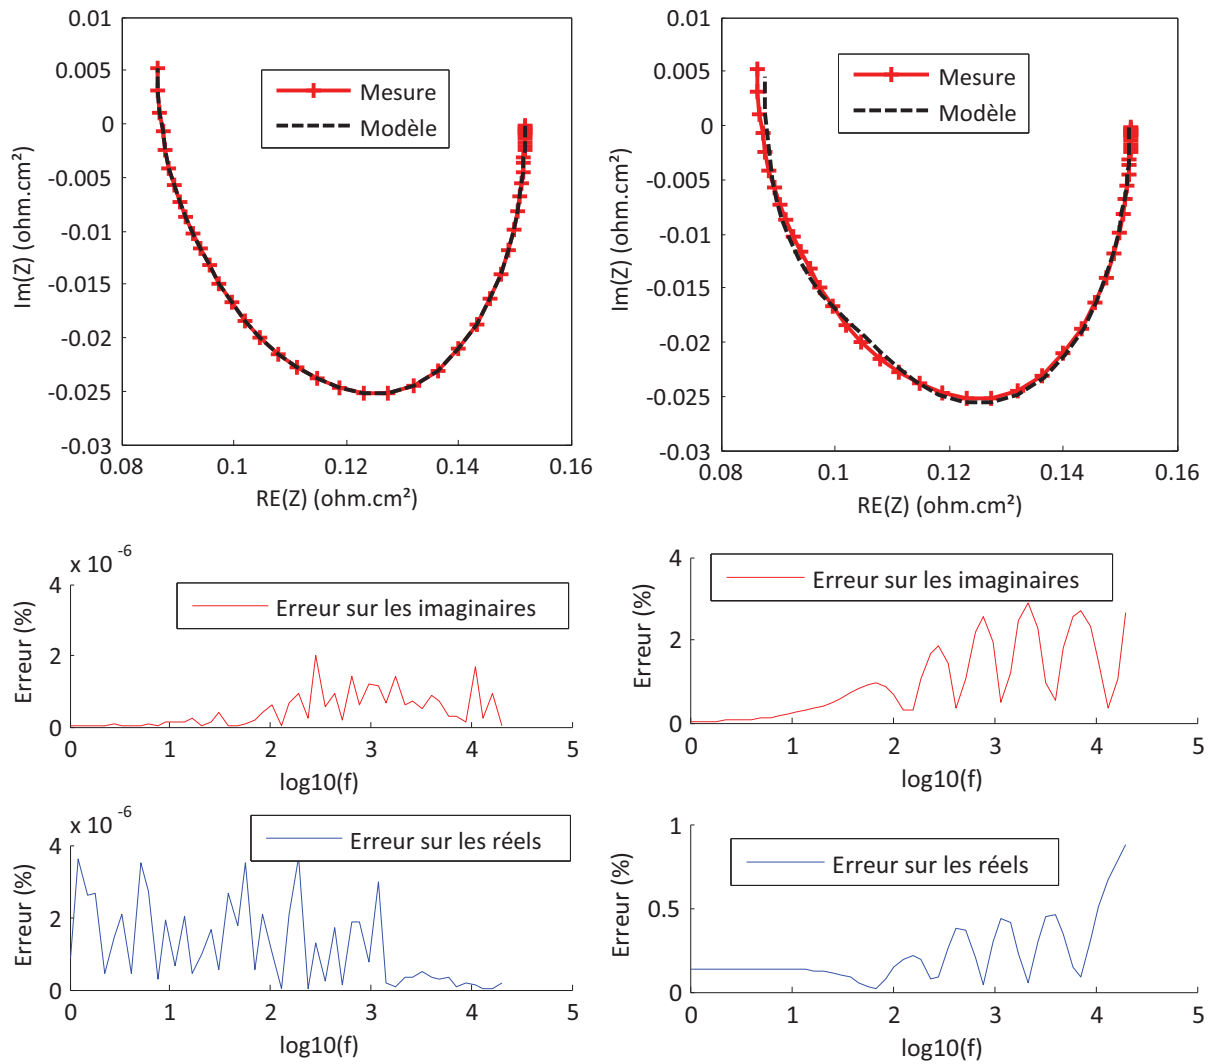 0.01
0.005
0
-0.005
-0.01
-0.015
-0.02
-0.025
-0.03
Im(Z) (ohm.cm²)
Mesure
Modèle
0.08
0.1
0.12
0.14
0.16
RE(Z) (ohm.cm²)
0.01
0.005
0
-0.005
-0.01
-0.015
-0.02
-0.025
-0.03
Im(Z) (ohm.cm²)
Mesure
Modèle
0.08
0.1
0.12
0.14
0.16
RE(Z) (ohm.cm²)
x 10 -6
4
2
0
Erreur (%)
Erreur sur les imaginaires
0 1 2 3 4 5
log10(f)
4
2
0
Erreur (%)
Erreur sur les imaginaires
0 1 2 3 4 5
log10(f)
x 10 -6
4
2
0
Erreur (%)
Erreur sur les réels
0 1 2 3 4 5
log10(f)
1
0.5
0
Erreur (%)
Erreur sur les réels
0 1 2 3 4 5
log10(f)